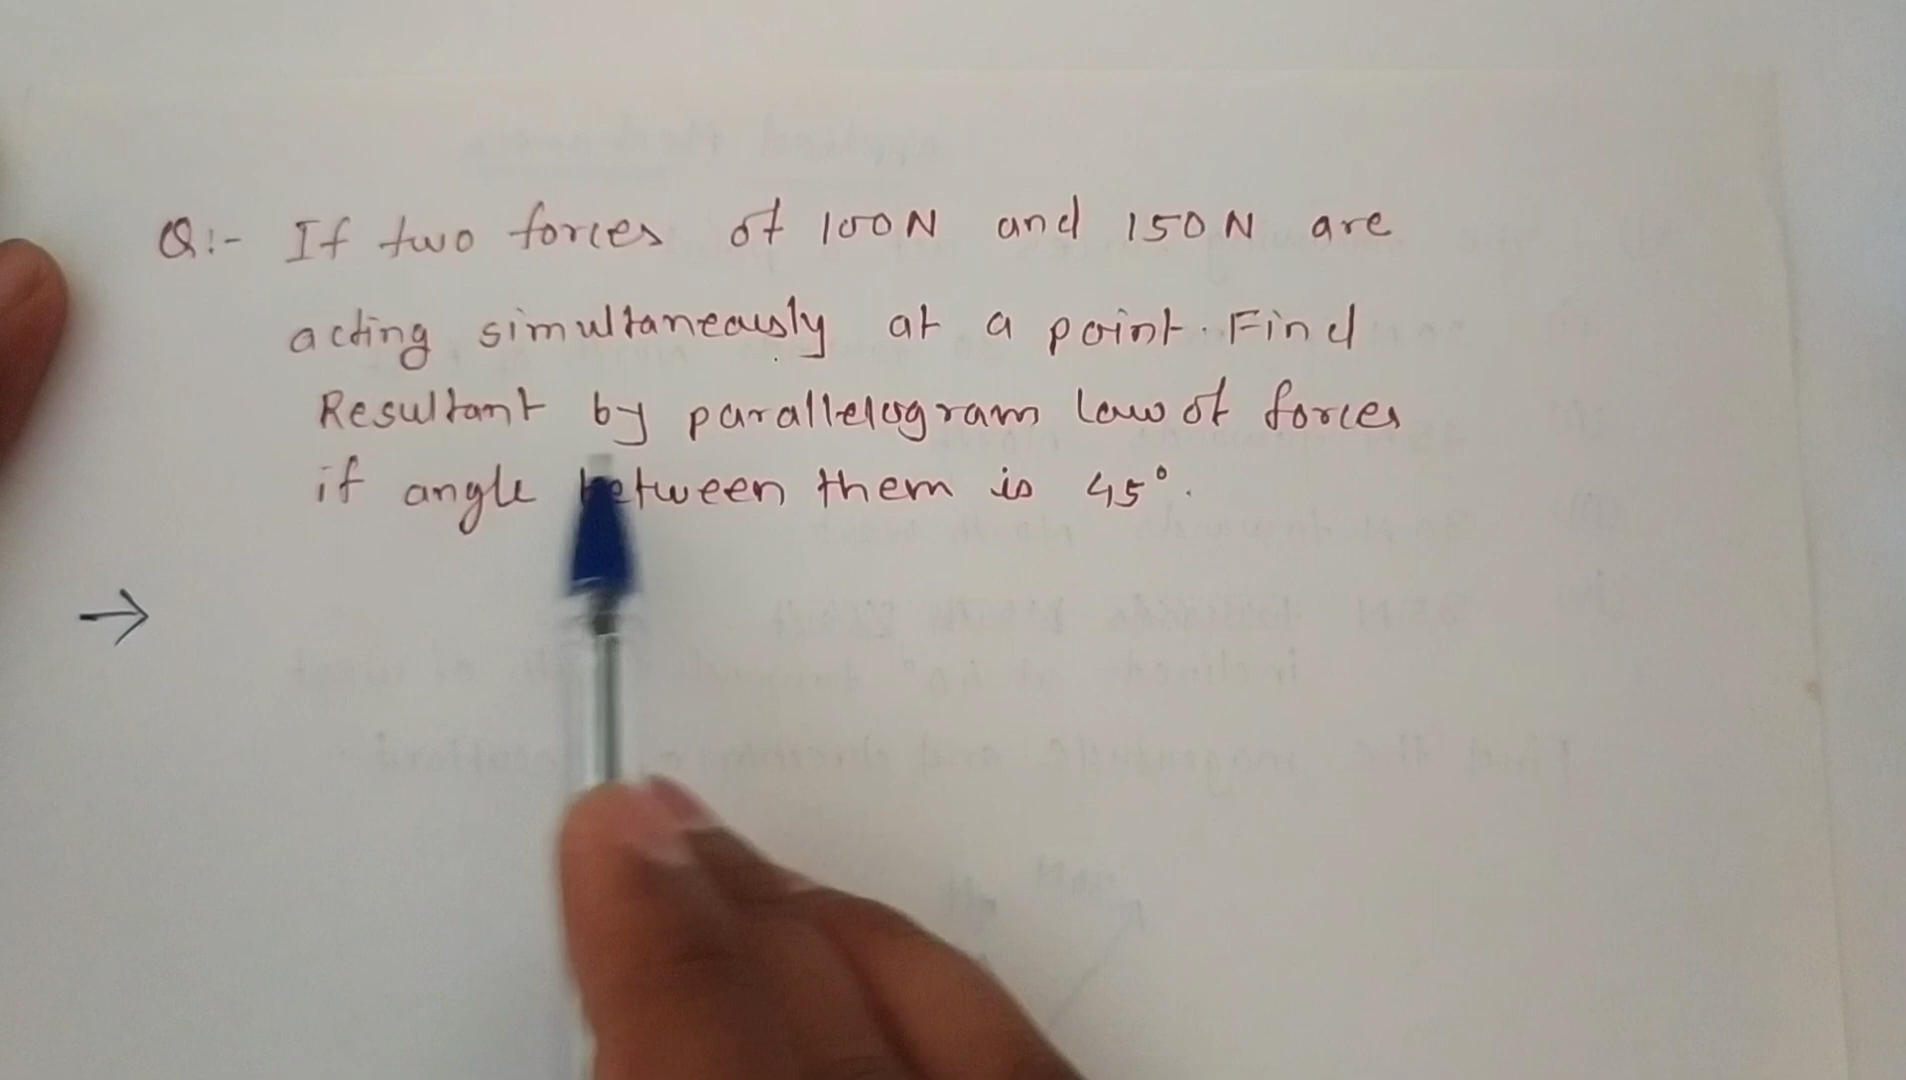 Q:- If two forces of 100N and 150N are
acting simultaneously at a point. Find
Resultant by parallelogram law of forces
if angle between them is 45°.
→